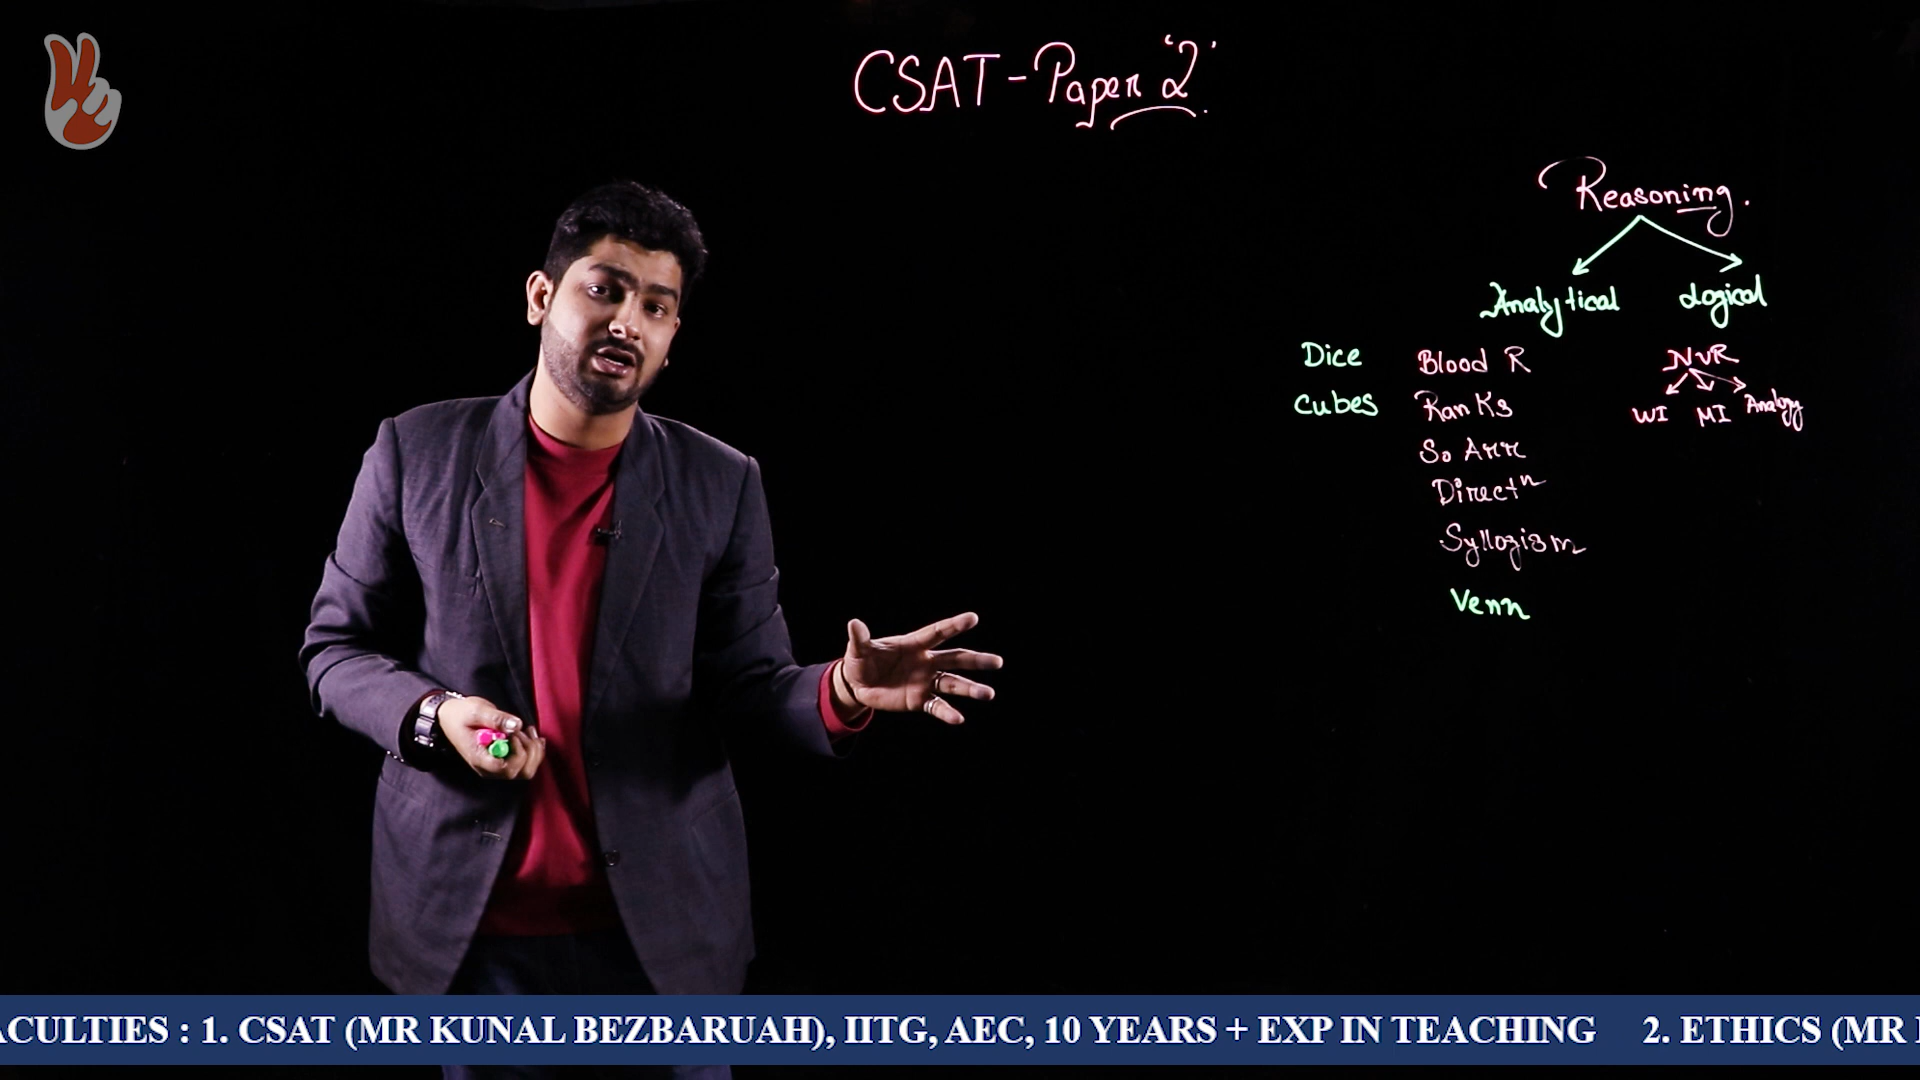 CSAT - Paper '2'.
Reasoning.
Analytical Logical
Dice Blood R NVR
Cubes Ranks WI MI Analogy
So Arr
Directn
Syllogism
Venn
ACULTIES : 1. CSAT (MR KUNAL BEZBARUAH), IITG, AEC, 10 YEARS + EXP IN TEACHING 2. ETHICS (MR